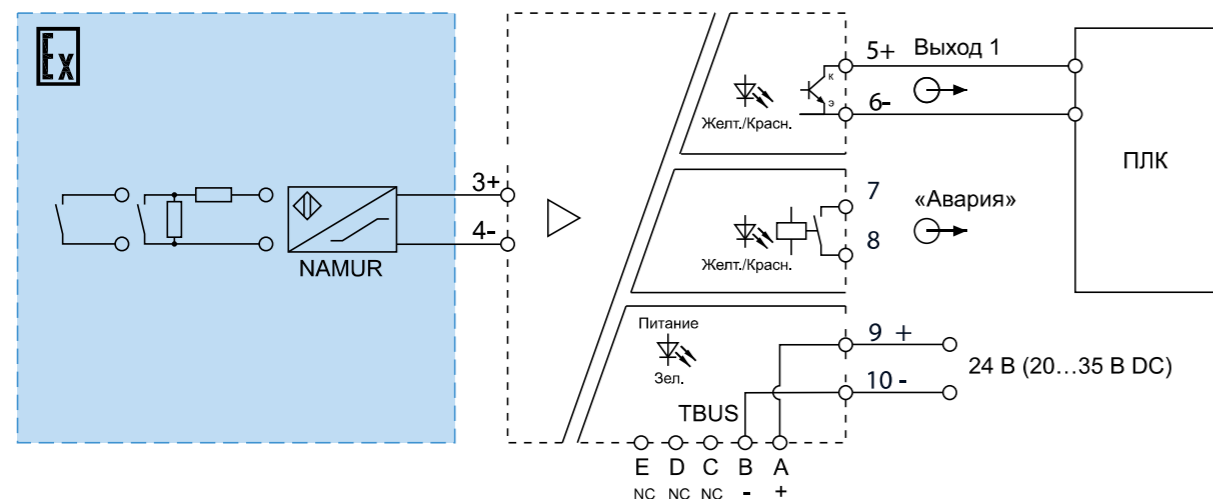 Ex
5+
Выход 1
к
э
Желт./Красн.
6-
ПЛК
3+
4-
NAMUR
7
«Авария»
8
Желт./Красн.
Питание
Зел.
9 +
24 В (20…35 В DC)
10 -
TBUS
E D C B A
NC NC NC - +